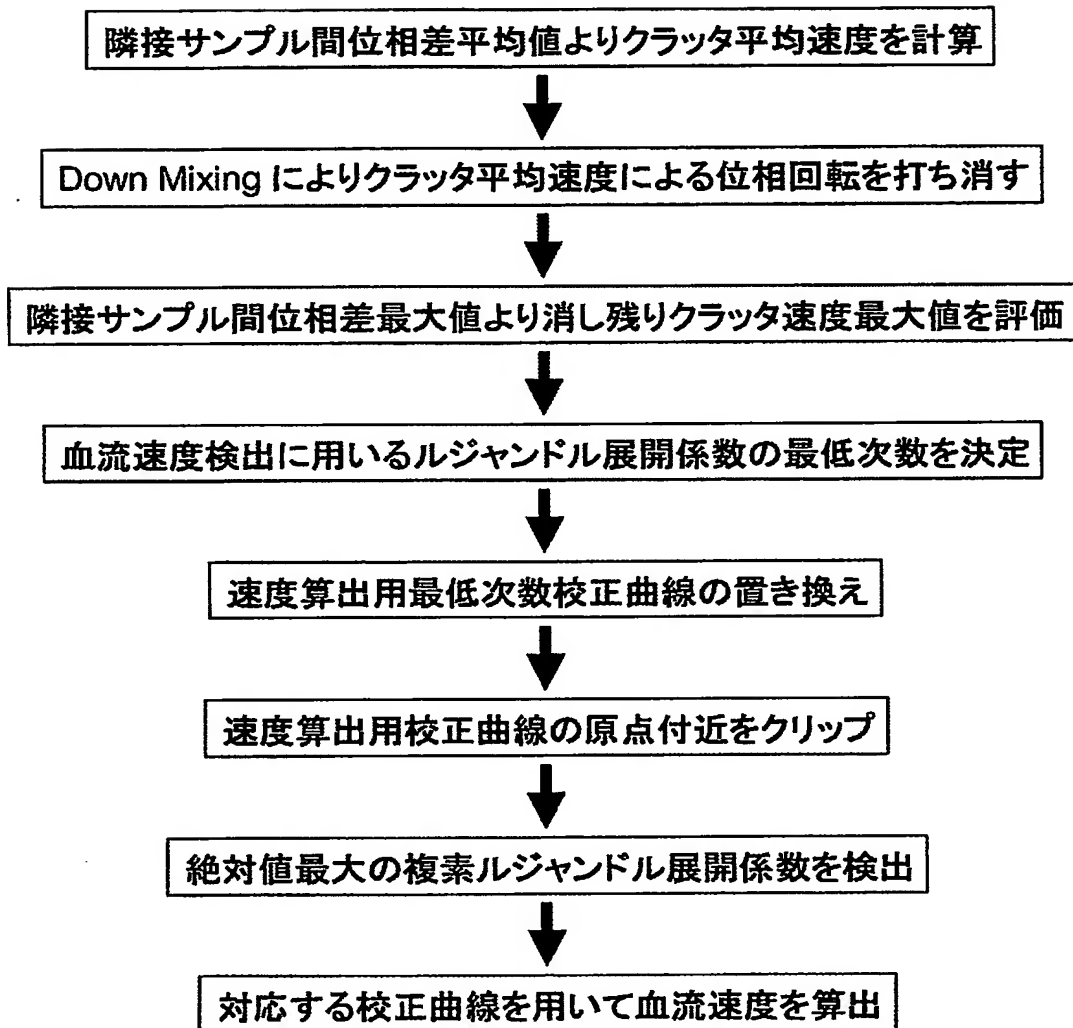 隣接サンプル間位相差平均値よりクラッタ平均速度を計算
Down Mixing によりクラッタ平均速度による位相回転を打ち消す
隣接サンプル間位相差最大値より消し残りクラッタ速度最大値を評価
血流速度検出に用いるルジャンドル展開係数の最低次数を決定
速度算出用最低次数校正曲線の置き換え
速度算出用校正曲線の原点付近をクリップ
絶対値最大の複素ルジャンドル展開係数を検出
対応する校正曲線を用いて血流速度を算出